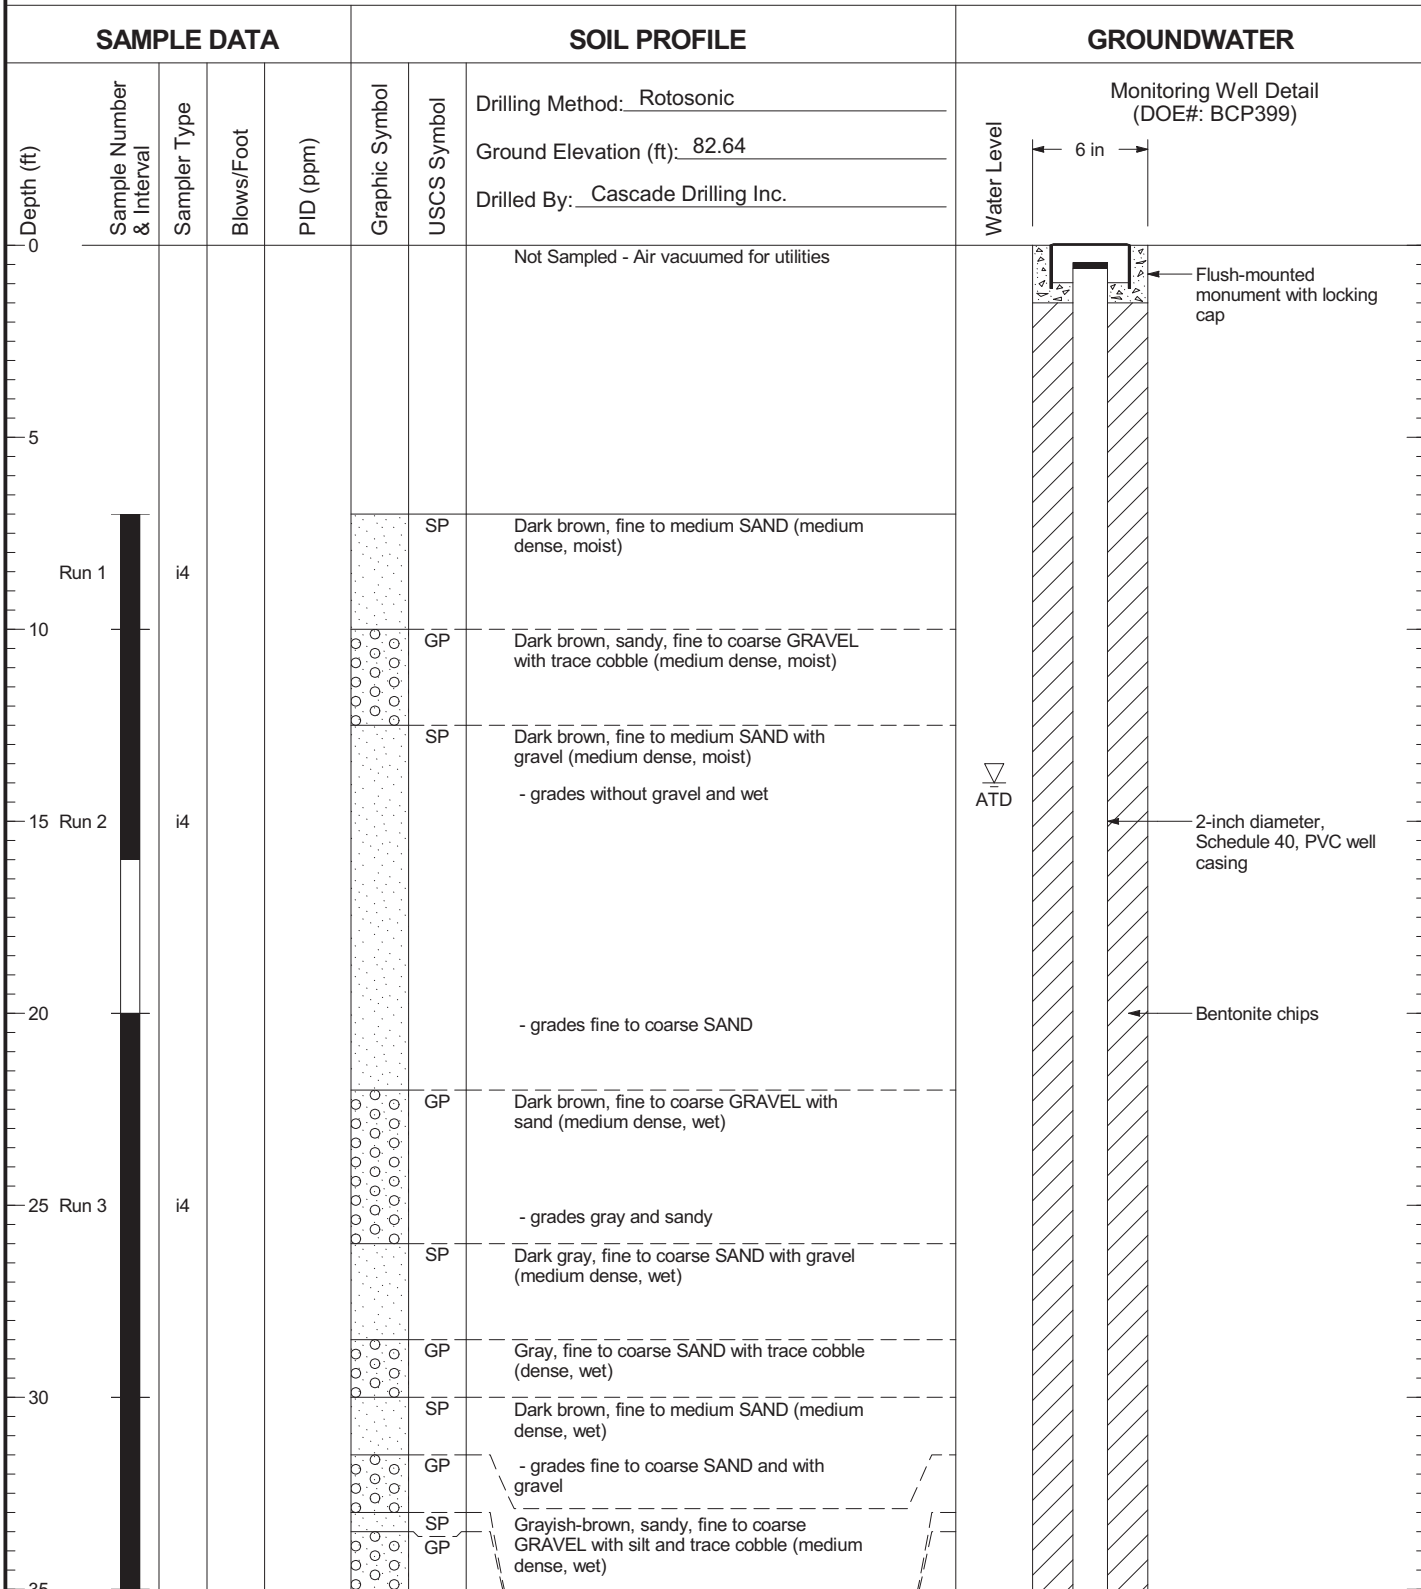 SAMPLE DATA
SOIL PROFILE
GROUNDWATER
Depth (ft)
Sample Number
& Interval
Sampler Type
Blows/Foot
PID (ppm)
Graphic Symbol
USCS Symbol
Drilling Method: Rotosonic
Ground Elevation (ft): 82.64
Drilled By: Cascade Drilling Inc.
Water Level
Monitoring Well Detail
(DOE#: BCP399)
6 in
0
Not Sampled - Air vacuumed for utilities
Flush-mounted
monument with locking
cap
5
SP
Dark brown, fine to medium SAND (medium
dense, moist)
Run 1
i4
10
GP
Dark brown, sandy, fine to coarse GRAVEL
with trace cobble (medium dense, moist)
SP
Dark brown, fine to medium SAND with
gravel (medium dense, moist)
- grades without gravel and wet
ATD
15
Run 2
i4
2-inch diameter,
Schedule 40, PVC well
casing
20
- grades fine to coarse SAND
Bentonite chips
GP
Dark brown, fine to coarse GRAVEL with
sand (medium dense, wet)
25
Run 3
i4
- grades gray and sandy
SP
Dark gray, fine to coarse SAND with gravel
(medium dense, wet)
GP
Gray, fine to coarse SAND with trace cobble
(dense, wet)
30
SP
Dark brown, fine to medium SAND (medium
dense, wet)
GP
- grades fine to coarse SAND and with
gravel
SP
Grayish-brown, sandy, fine to coarse
GP
GRAVEL with silt and trace cobble (medium
dense, wet)
35